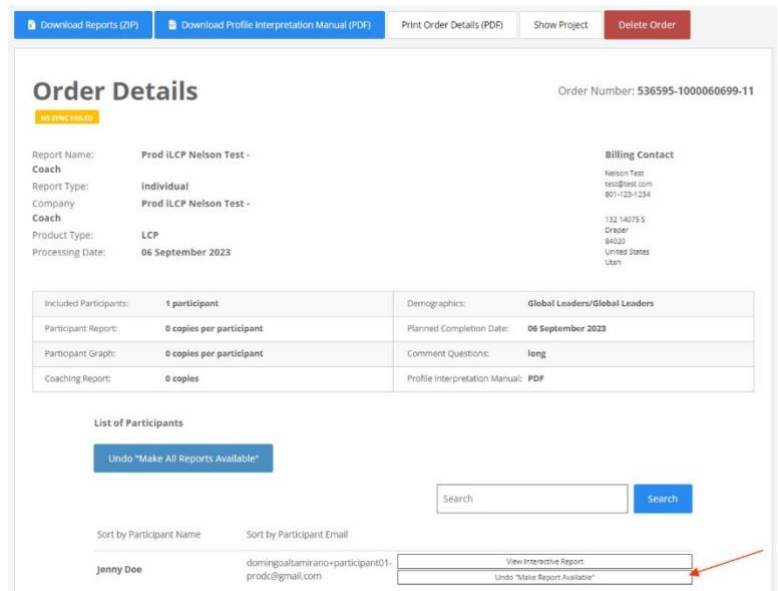 Download Reports (ZIP) Download Profile Interpretation Manual (PDF) Print Order Details (PDF) Show Project Delete Order
Order Details
Order Number: 536595-1000060699-11
NS SYNC FAILED
Report Name: Prod iLCP Nelson Test -
Coach
Report Type: individual
Company Prod iLCP Nelson Test -
Coach
Product Type: LCP
Processing Date: 06 September 2023
Billing Contact
Nelson Test
test@test.com
801-123-1234
132 14075 S
Draper
84020
United States
Utah
Included Participants: 1 participant Demographics: Global Leaders/Global Leaders
Participant Report: 0 copies per participant Planned Completion Date: 06 September 2023
Participant Graph: 0 copies per participant Comment Questions: long
Coaching Report: 0 copies Profile Interpretation Manual: PDF
List of Participants
Undo "Make All Reports Available"
Search Search
Sort by Participant Name Sort by Participant Email
Jenny Doe
domingoaltamirano+participant01-
prodc@gmail.com
View Interactive Report
Undo "Make Report Available"